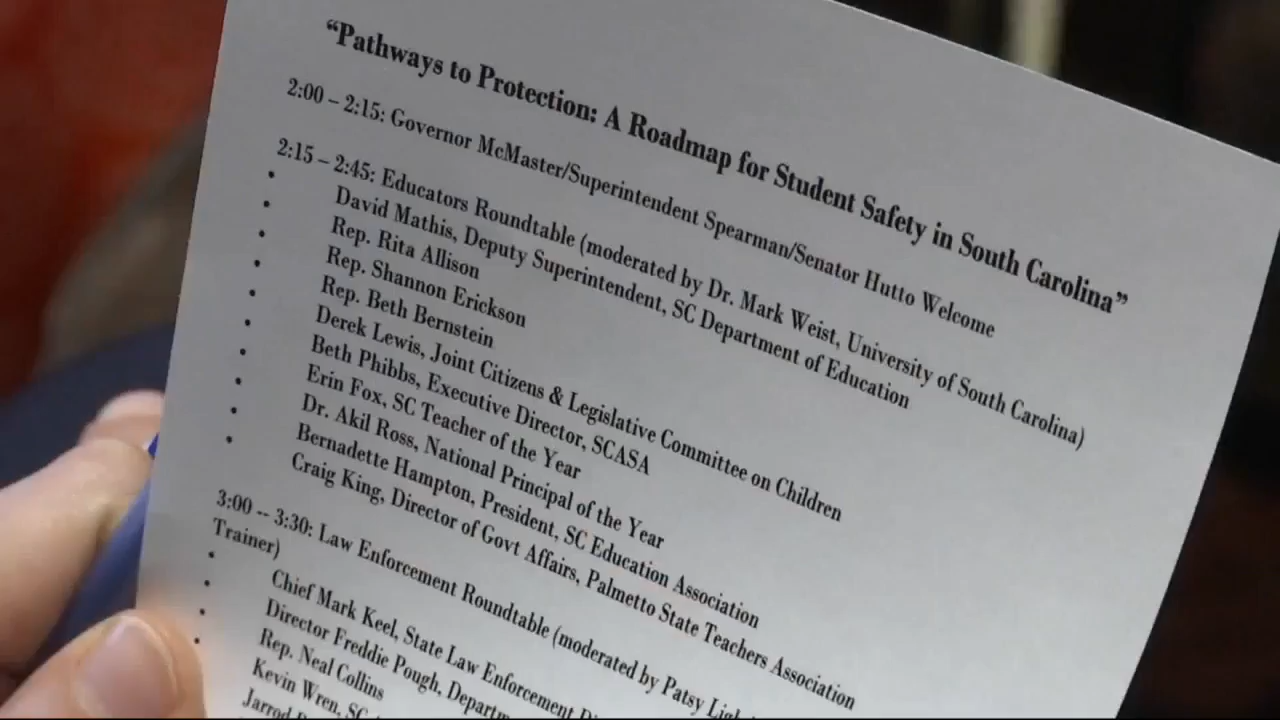 “Pathways to Protection: A Roadmap for Student Safety in South Carolina”
2:00 – 2:15: Governor McMaster/Superintendent Spearman/Senator Hutto Welcome
2:15 – 2:45: Educators Roundtable (moderated by Dr. Mark Weist, University of South Carolina)
• David Mathis, Deputy Superintendent, SC Department of Education
• Rep. Rita Allison
• Rep. Shannon Erickson
• Rep. Beth Bernstein
• Derek Lewis, Joint Citizens & Legislative Committee on Children
• Beth Phibbs, Executive Director, SCASA
• Erin Fox, SC Teacher of the Year
• Dr. Akil Ross, National Principal of the Year
• Bernadette Hampton, President, SC Education Association
• Craig King, Director of Govt Affairs, Palmetto State Teachers Association
3:00 -- 3:30: Law Enforcement Roundtable (moderated by Patsy
Trainer)
• Chief Mark Keel, State Law Enforcement
• Director Freddie Pough,
• Rep. Neal Collins
• Kevin Wren, SC
Jarrod